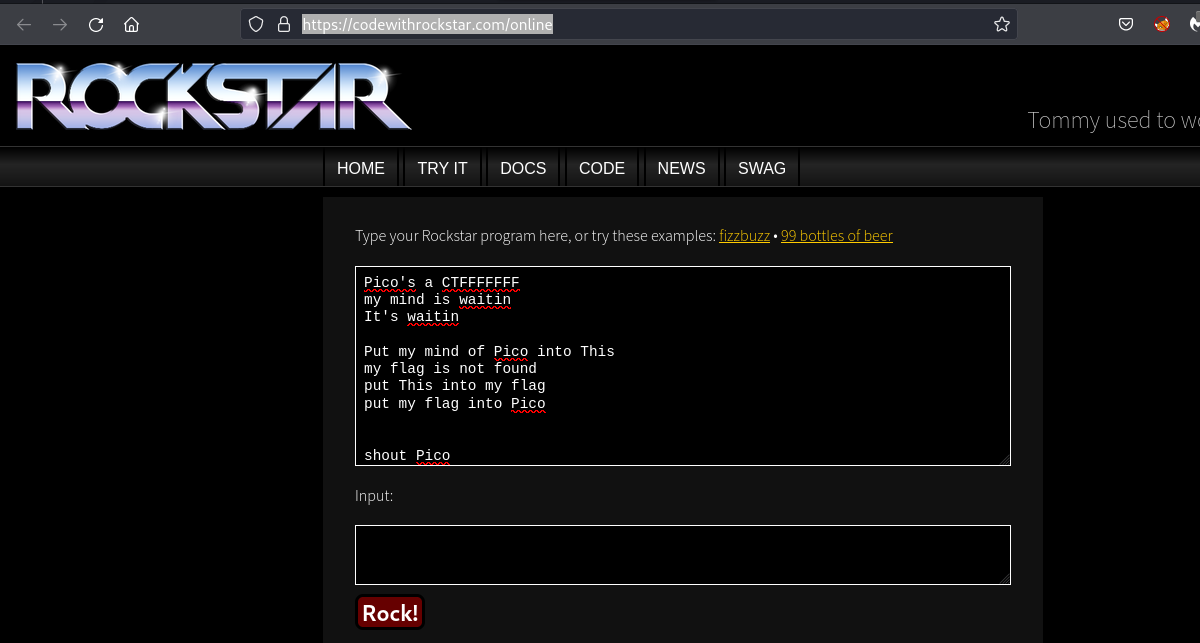 https://codewithrockstar.com/online
ROCKSTAR
Tommy used to
HOME TRY IT DOCS CODE NEWS SWAG
Type your Rockstar program here, or try these examples: fizzbuzz • 99 bottles of beer
Pico's a CTFFFFFFF
my mind is waitin
It's waitin
Put my mind of Pico into This
my flag is not found
put This into my flag
put my flag into Pico
shout Pico
Input:
Rock!